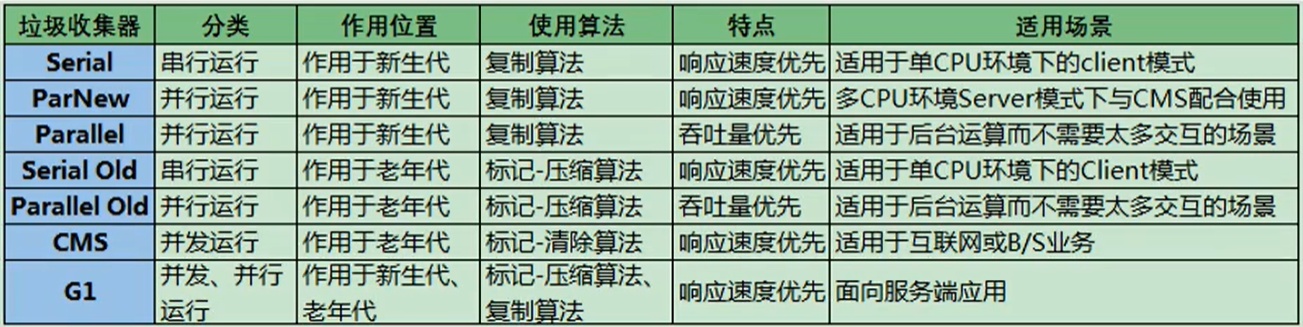 垃圾收集器 分类 作用位置 使用算法 特点 适用场景
Serial 串行运行 作用于新生代 复制算法 响应速度优先 适用于单CPU环境下的client模式
ParNew 并行运行 作用于新生代 复制算法 响应速度优先 多CPU环境Server模式下与CMS配合使用
Parallel 并行运行 作用于新生代 复制算法 吞吐量优先 适用于后台运算而不需要太多交互的场景
Serial Old 串行运行 作用于老年代 标记-压缩算法 响应速度优先 适用于单CPU环境下的Client模式
Parallel Old 并行运行 作用于老年代 标记-压缩算法 吞吐量优先 适用于后台运算而不需要太多交互的场景
CMS 并发运行 作用于老年代 标记-清除算法 响应速度优先 适用于互联网或B/S业务
G1 并发、并行 作用于新生代、 标记-压缩算法、 响应速度优先 面向服务端应用
运行 老年代 复制算法